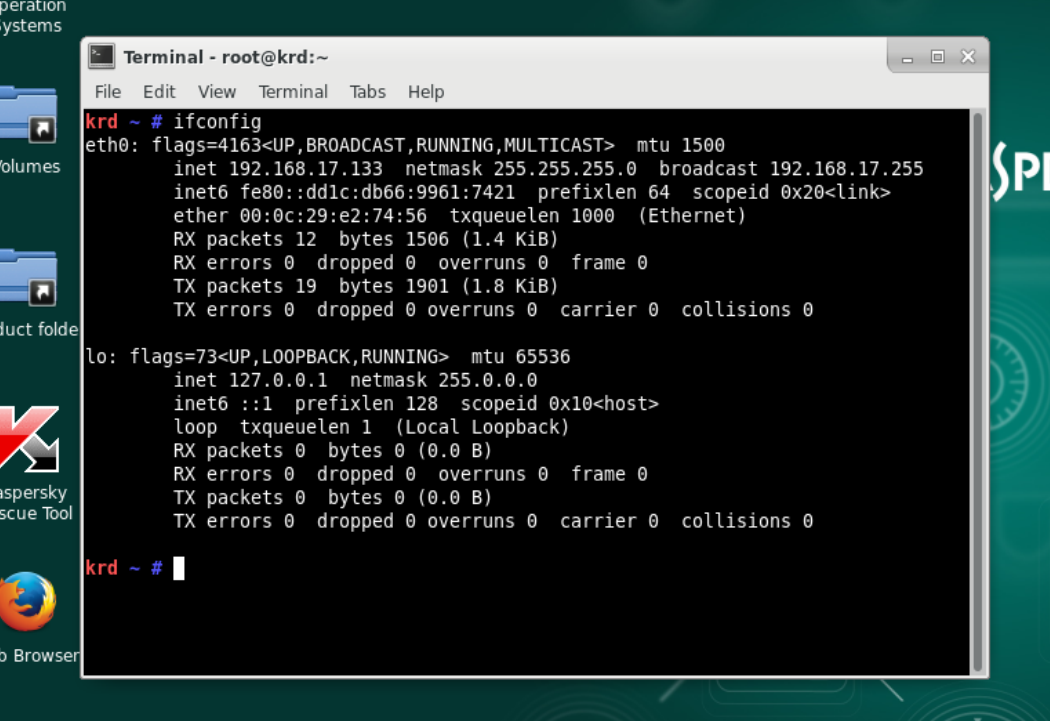 peration
Systems
Terminal - root@krd:~
File Edit View Terminal Tabs Help
krd ~ # ifconfig
eth0: flags=4163<UP,BROADCAST,RUNNING,MULTICAST>  mtu 1500
        inet 192.168.17.133  netmask 255.255.255.0  broadcast 192.168.17.255
        inet6 fe80::dd1c:db66:9961:7421  prefixlen 64  scopeid 0x20<link>
        ether 00:0c:29:e2:74:56  txqueuelen 1000  (Ethernet)
        RX packets 12  bytes 1506 (1.4 KiB)
        RX errors 0  dropped 0  overruns 0  frame 0
        TX packets 19  bytes 1901 (1.8 KiB)
        TX errors 0  dropped 0 overruns 0  carrier 0  collisions 0
lo: flags=73<UP,LOOPBACK,RUNNING>  mtu 65536
        inet 127.0.0.1  netmask 255.0.0.0
        inet6 ::1  prefixlen 128  scopeid 0x10<host>
        loop  txqueuelen 1  (Local Loopback)
        RX packets 0  bytes 0 (0.0 B)
        RX errors 0  dropped 0  overruns 0  frame 0
        TX packets 0  bytes 0 (0.0 B)
        TX errors 0  dropped 0 overruns 0  carrier 0  collisions 0
krd ~ #
Volumes
duct folde
aspersky
scue Tool
b Browser
SPE